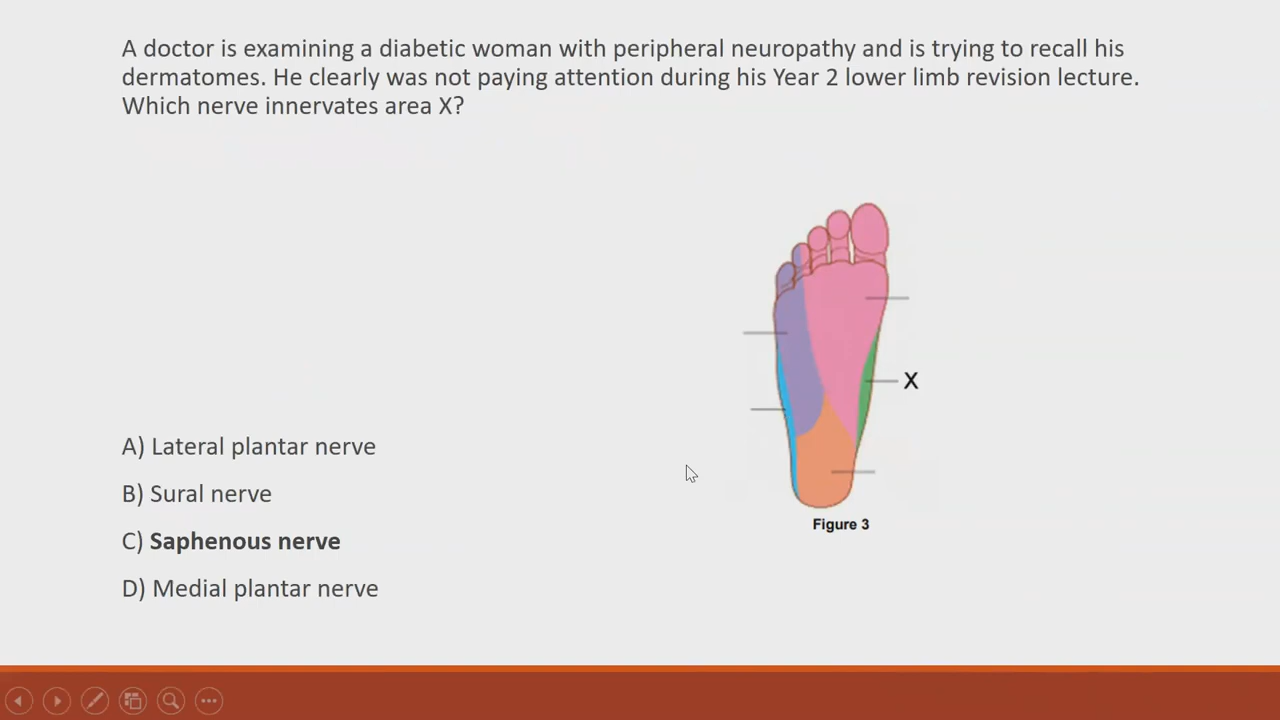 A doctor is examining a diabetic woman with peripheral neuropathy and is trying to recall his
dermatomes. He clearly was not paying attention during his Year 2 lower limb revision lecture.
Which nerve innervates area X?
X
A) Lateral plantar nerve
B) Sural nerve
Figure 3
C) Saphenous nerve
D) Medial plantar nerve